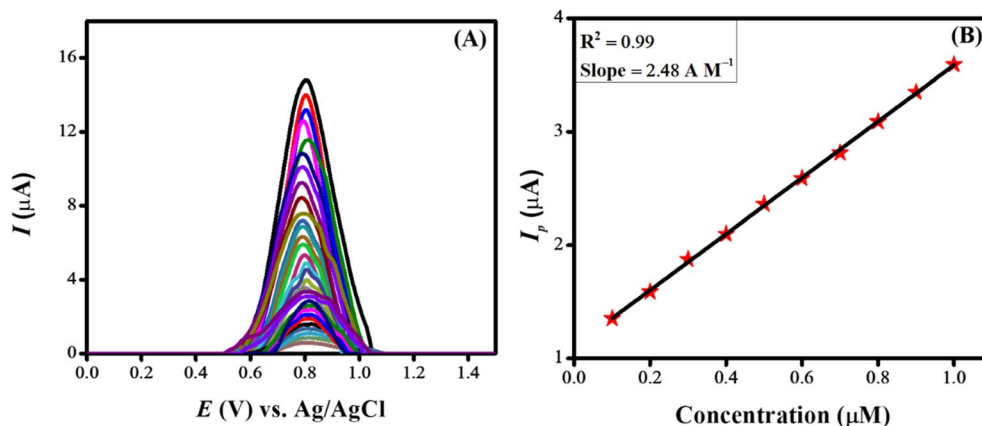 (A)
16
12
8
4
0
I (μA)
0.0 0.2 0.4 0.6 0.8 1.0 1.2 1.4
E (V) vs. Ag/AgCl
(B)
R² = 0.99
Slope = 2.48 A M⁻¹
4
3
2
1
Iₚ (μA)
0.0 0.2 0.4 0.6 0.8 1.0
Concentration (μM)